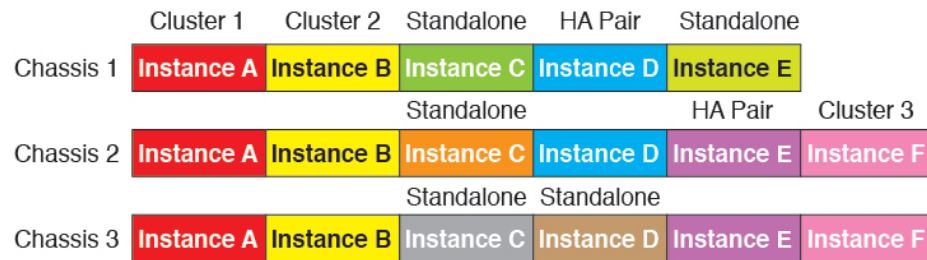 Cluster 1 Cluster 2 Standalone HA Pair Standalone
Chassis 1 Instance A Instance B Instance C Instance D Instance E
Standalone HA Pair Cluster 3
Chassis 2 Instance A Instance B Instance C Instance D Instance E Instance F
Standalone Standalone
Chassis 3 Instance A Instance B Instance C Instance D Instance E Instance F